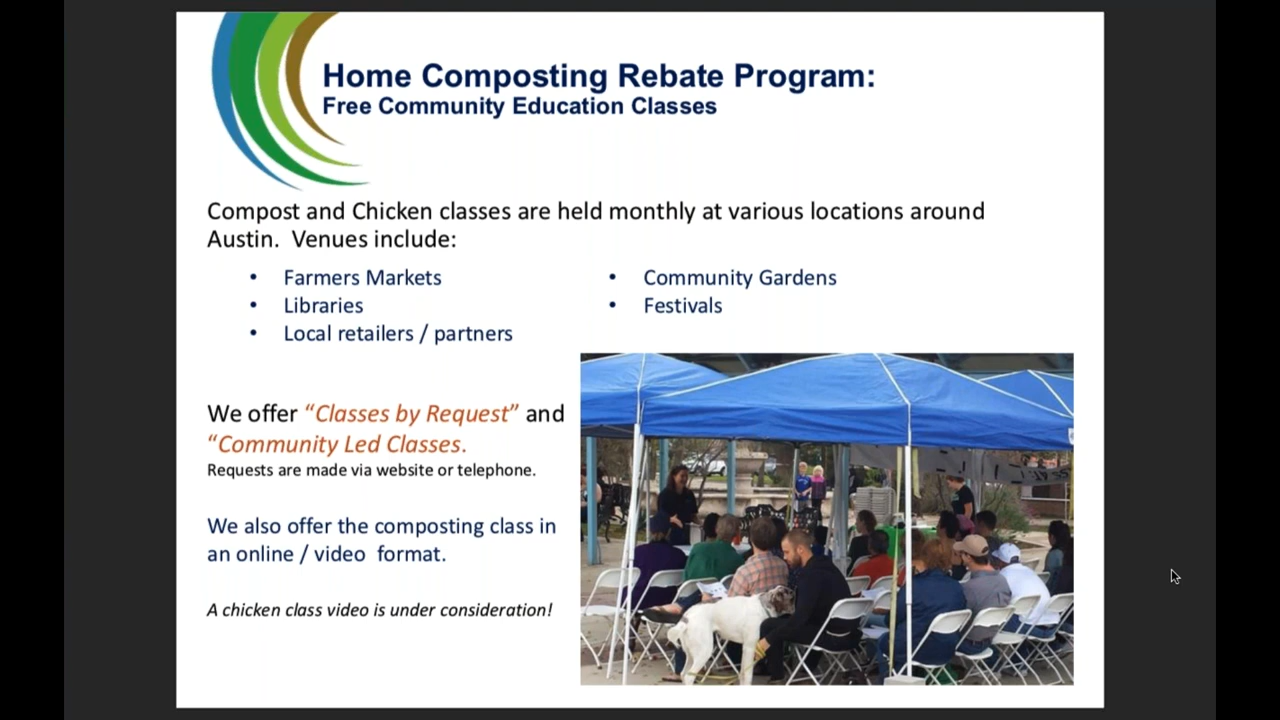 Home Composting Rebate Program:
Free Community Education Classes
Compost and Chicken classes are held monthly at various locations around
Austin.  Venues include:
• Farmers Markets
• Libraries
• Local retailers / partners
• Community Gardens
• Festivals
We offer “Classes by Request” and
“Community Led Classes.
Requests are made via website or telephone.
We also offer the composting class in
an online / video  format.
A chicken class video is under consideration!